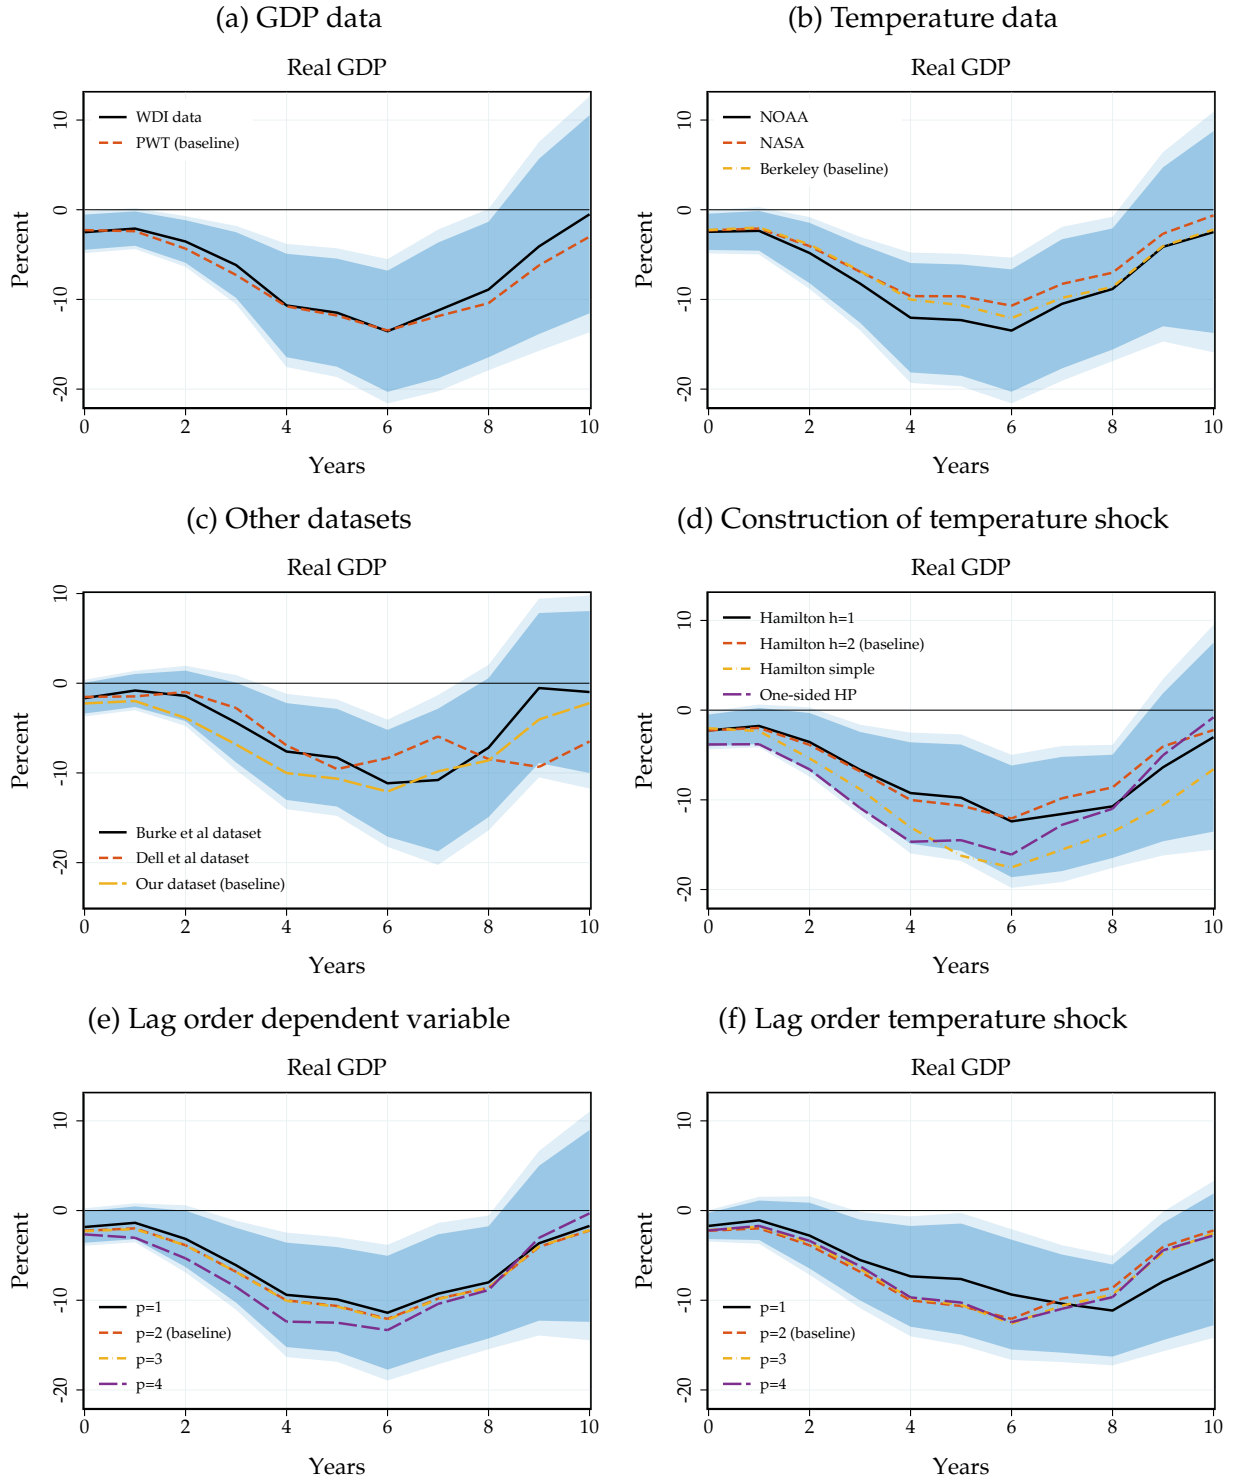 (a) GDP data
Real GDP
WDI data
PWT (baseline)
Percent
10
0
-10
-20
0 2 4 6 8 10
Years
(b) Temperature data
Real GDP
NOAA
NASA
Berkeley (baseline)
Percent
10
0
-10
-20
0 2 4 6 8 10
Years
(c) Other datasets
Real GDP
Percent
10
0
-10
-20
Burke et al dataset
Dell et al dataset
Our dataset (baseline)
0 2 4 6 8 10
Years
(d) Construction of temperature shock
Real GDP
Hamilton h=1
Hamilton h=2 (baseline)
Hamilton simple
One-sided HP
Percent
10
0
-10
-20
0 2 4 6 8 10
Years
(e) Lag order dependent variable
Real GDP
Percent
10
0
-10
-20
p=1
p=2 (baseline)
p=3
p=4
0 2 4 6 8 10
Years
(f) Lag order temperature shock
Real GDP
Percent
10
0
-10
-20
p=1
p=2 (baseline)
p=3
p=4
0 2 4 6 8 10
Years